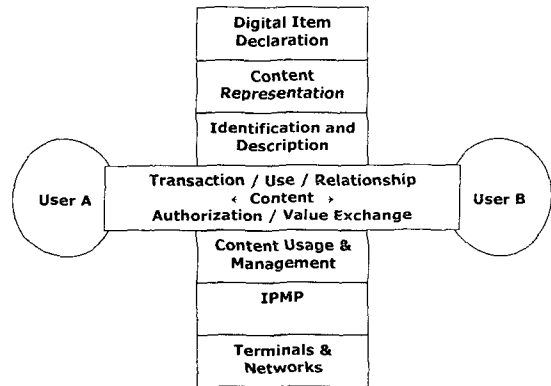 Digital Item
Declaration
Content
Representation
Identification and
Description
User A
Transaction / Use / Relationship
‹ Content ›
Authorization / Value Exchange
User B
Content Usage &
Management
IPMP
Terminals &
Networks